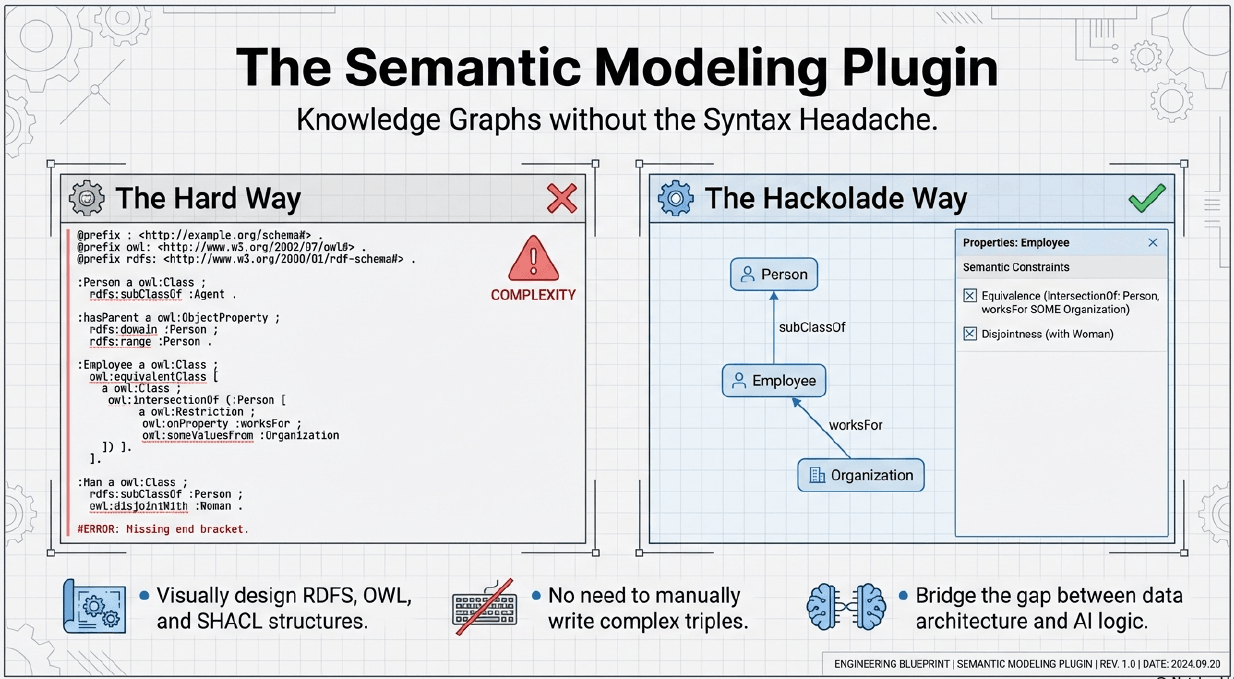 The Semantic Modeling Plugin
Knowledge Graphs without the Syntax Headache.
The Hard Way
@prefix : <http://example.org/schema#> .
@prefix owl: <http://www.w3.org/2002/07/owl#> .
@prefix rdfs: <http://www.w3.org/2000/01/rdf-schema#> .
:Person a owl:Class ;
rdfs:subClassOf :Agent .
:hasParent a owl:ObjectProperty ;
rdfs:domain :Person ;
rdfs:range :Person .
:Employee a owl:Class ;
owl:equivalentClass [
a owl:Class ;
owl:intersectionOf (:Person [
a owl:Restriction ;
owl:onProperty :worksFor ;
owl:someValuesFrom :Organization
]) ].
].
:Man a owl:Class ;
rdfs:subClassOf :Person ;
owl:disjointWith :Woman .
#ERROR: Missing end bracket.
COMPLEXITY
The Hackolade Way
Person
subClassOf
Employee
worksFor
Organization
Properties: Employee
Semantic Constraints
Equivalence (IntersectionOf: Person,
worksFor SOME Organization)
Disjointness (with Woman)
• Visually design RDFS, OWL,
and SHACL structures.
• No need to manually
write complex triples.
• Bridge the gap between data
architecture and AI logic.
ENGINEERING BLUEPRINT | SEMANTIC MODELING PLUGIN | REV. 1.0 | DATE: 2024.09.20